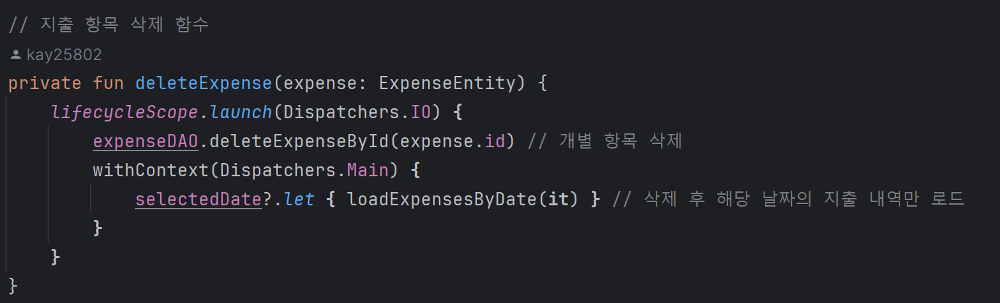 // 지출 항목 삭제 함수
kay25802
private fun deleteExpense(expense: ExpenseEntity) {
    lifecycleScope.launch(Dispatchers.IO) {
        expenseDAO.deleteExpenseById(expense.id) // 개별 항목 삭제
        withContext(Dispatchers.Main) {
            selectedDate?.let { loadExpensesByDate(it) } // 삭제 후 해당 날짜의 지출 내역만 로드
        }
    }
}